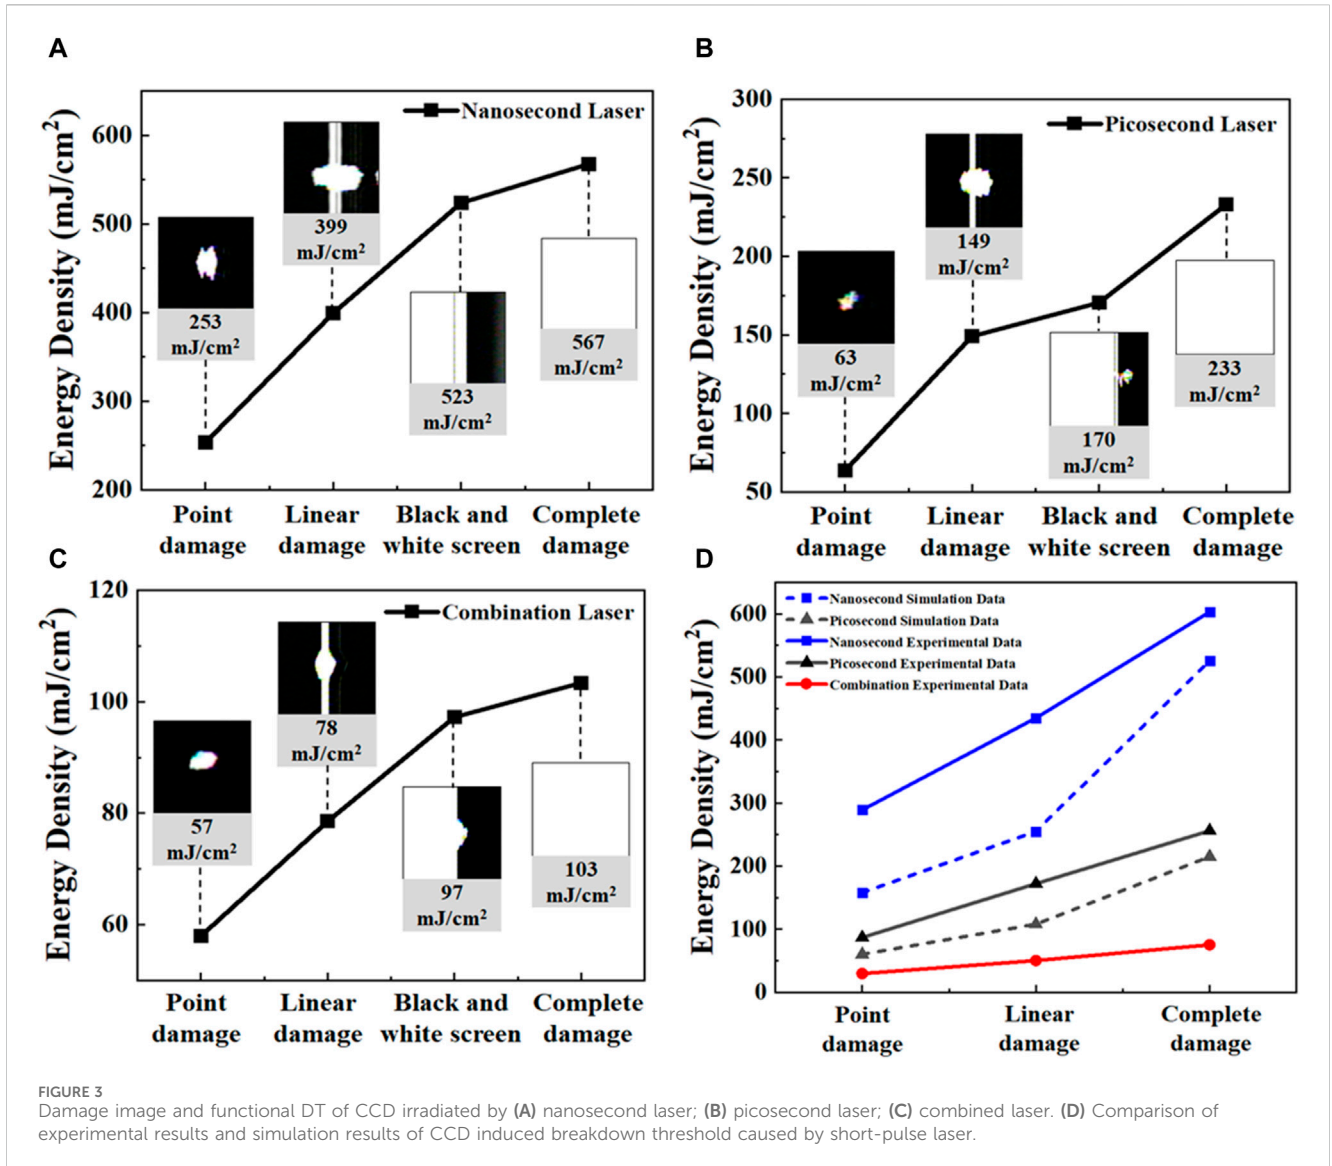 A
Energy Density (mJ/cm²)
600
500
400
300
200
Nanosecond Laser
253
mJ/cm²
399
mJ/cm²
523
mJ/cm²
567
mJ/cm²
Point
damage
Linear
damage
Black and
white screen
Complete
damage
B
Energy Density (mJ/cm²)
300
250
200
150
100
50
Picosecond Laser
63
mJ/cm²
149
mJ/cm²
170
mJ/cm²
233
mJ/cm²
Point
damage
Linear
damage
Black and
white screen
Complete
damage
C
Energy Density (mJ/cm²)
120
100
80
60
Combination Laser
57
mJ/cm²
78
mJ/cm²
97
mJ/cm²
103
mJ/cm²
Point
damage
Linear
damage
Black and
white screen
Complete
damage
D
Energy Density (mJ/cm²)
600
500
400
300
200
100
0
Nanosecond Simulation Data
Picosecond Simulation Data
Nanosecond Experimental Data
Picosecond Experimental Data
Combination Experimental Data
Point
damage
Linear
damage
Complete
damage
FIGURE 3
Damage image and functional DT of CCD irradiated by (A) nanosecond laser; (B) picosecond laser; (C) combined laser. (D) Comparison of
experimental results and simulation results of CCD induced breakdown threshold caused by short-pulse laser.